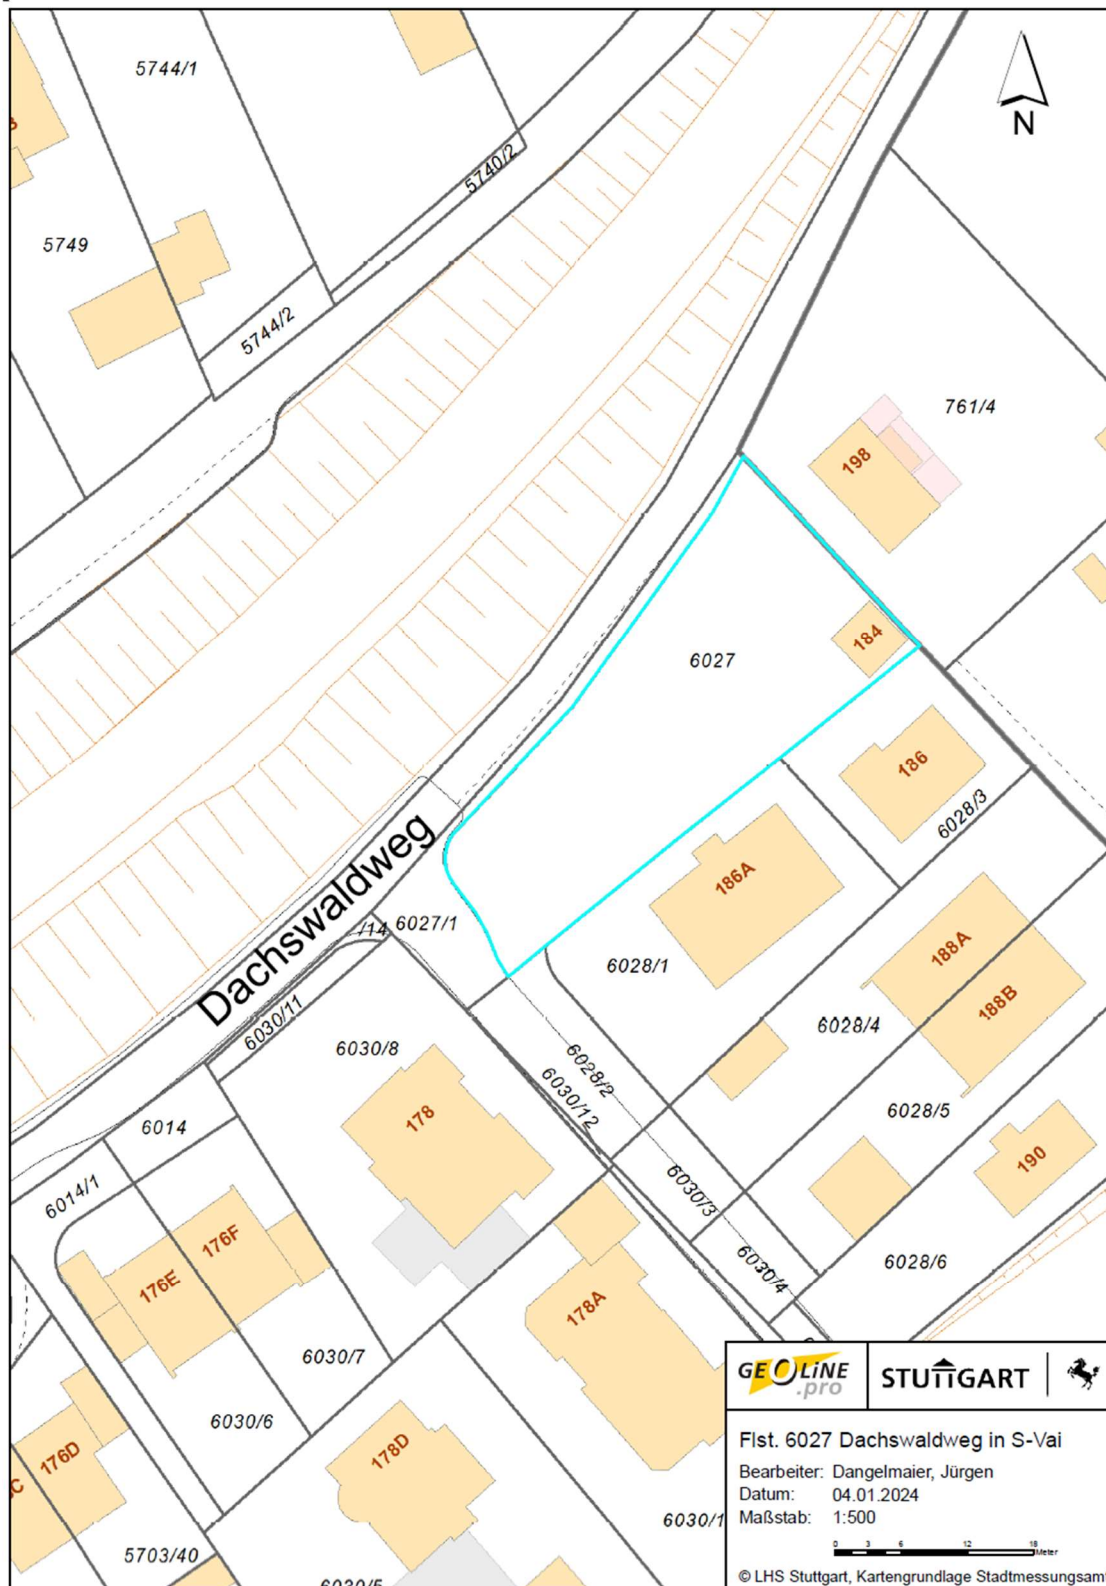 5744/1
5740/2
N
5749
5744/2
761/4
198
184
6027
186
6028/3
186A
Dachswaldweg
/14
6027/1
188A
6028/1
188B
6030/11
6028/4
6030/8
6028/2
6030/12
178
6028/5
6014
190
6014/1
6030/3
176F
6030/4
6028/6
176E
178A
6030/7
6030/6
178D
176D
C
6030/1
5703/40
6030/5
GEOLINE
.pro
STUTTGART
Flst. 6027 Dachswaldweg in S-Vai
Bearbeiter: Dangelmaier, Jürgen
Datum: 04.01.2024
Maßstab: 1:500
0 3 6 12 18
Meter
© LHS Stuttgart, Kartengrundlage Stadtmessungsamt